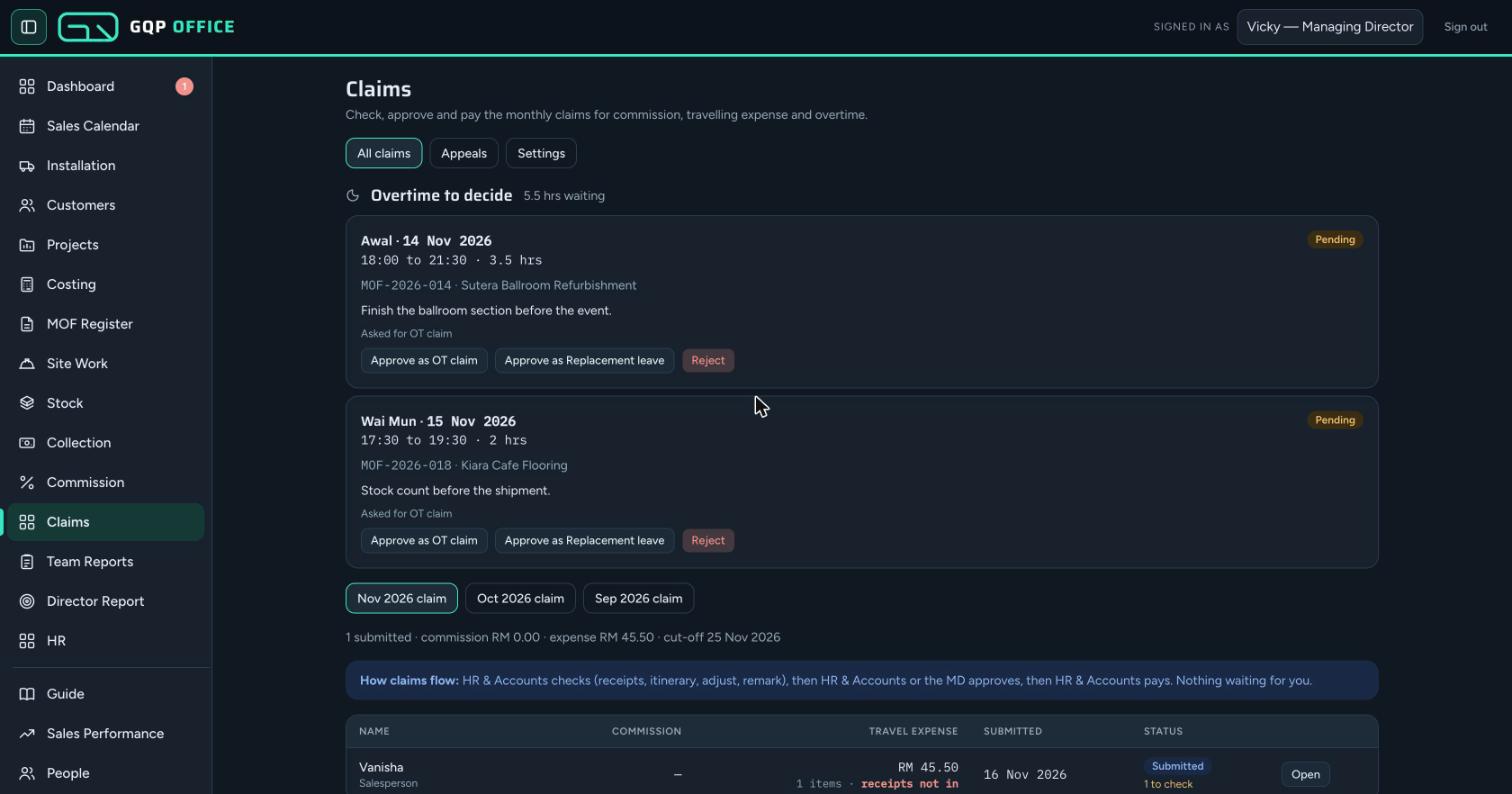 GQP OFFICE
SIGNED IN AS Vicky — Managing Director Sign out
Dashboard 1
Sales Calendar
Installation
Customers
Projects
Costing
MOF Register
Site Work
Stock
Collection
Commission
Claims
Team Reports
Director Report
HR
Guide
Sales Performance
People
Claims
Check, approve and pay the monthly claims for commission, travelling expense and overtime.
All claims Appeals Settings
Overtime to decide 5.5 hrs waiting
Awal · 14 Nov 2026 Pending
18:00 to 21:30 · 3.5 hrs
MOF-2026-014 · Sutera Ballroom Refurbishment
Finish the ballroom section before the event.
Asked for OT claim
Approve as OT claim Approve as Replacement leave Reject
Wai Mun · 15 Nov 2026 Pending
17:30 to 19:30 · 2 hrs
MOF-2026-018 · Kiara Cafe Flooring
Stock count before the shipment.
Asked for OT claim
Approve as OT claim Approve as Replacement leave Reject
Nov 2026 claim Oct 2026 claim Sep 2026 claim
1 submitted · commission RM 0.00 · expense RM 45.50 · cut-off 25 Nov 2026
How claims flow: HR & Accounts checks (receipts, itinerary, adjust, remark), then HR & Accounts or the MD approves, then HR & Accounts pays. Nothing waiting for you.
NAME COMMISSION TRAVEL EXPENSE SUBMITTED STATUS
Vanisha — RM 45.50 16 Nov 2026 Submitted Open
Salesperson 1 items · receipts not in 1 to check